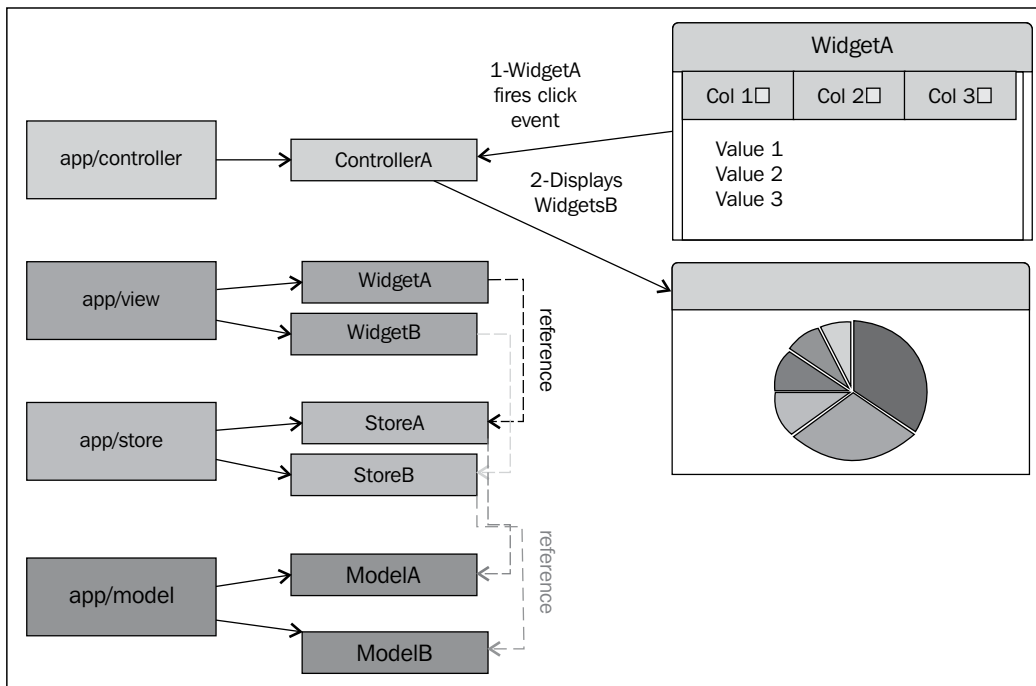 WidgetA
Col 1
Col 2
Col 3
Value 1
Value 2
Value 3
1-WidgetA
fires click
event
app/controller
ControllerA
2-Displays
WidgetsB
app/view
WidgetA
WidgetB
reference
app/store
StoreA
StoreB
reference
app/model
ModelA
ModelB